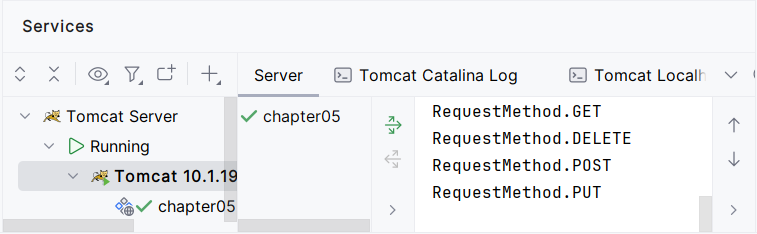 Services
Server
Tomcat Catalina Log
Tomcat Localh
Tomcat Server
Running
Tomcat 10.1.19
chapter05
chapter05
RequestMethod.GET
RequestMethod.DELETE
RequestMethod.POST
RequestMethod.PUT